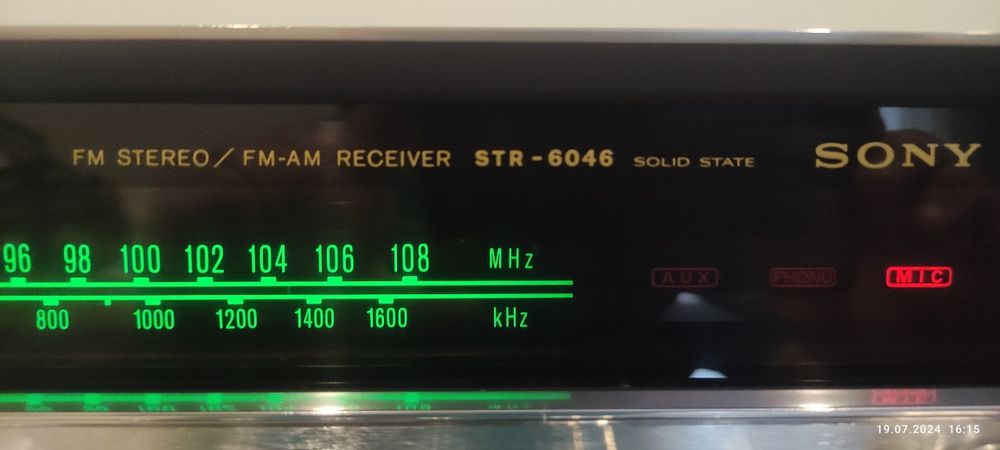 FM STEREO / FM-AM RECEIVER STR-6046 SOLID STATE SONY
96 98 100 102 104 106 108 MHz
AUX PHONO MIC
800 1000 1200 1400 1600 kHz
19.07.2024 16:15